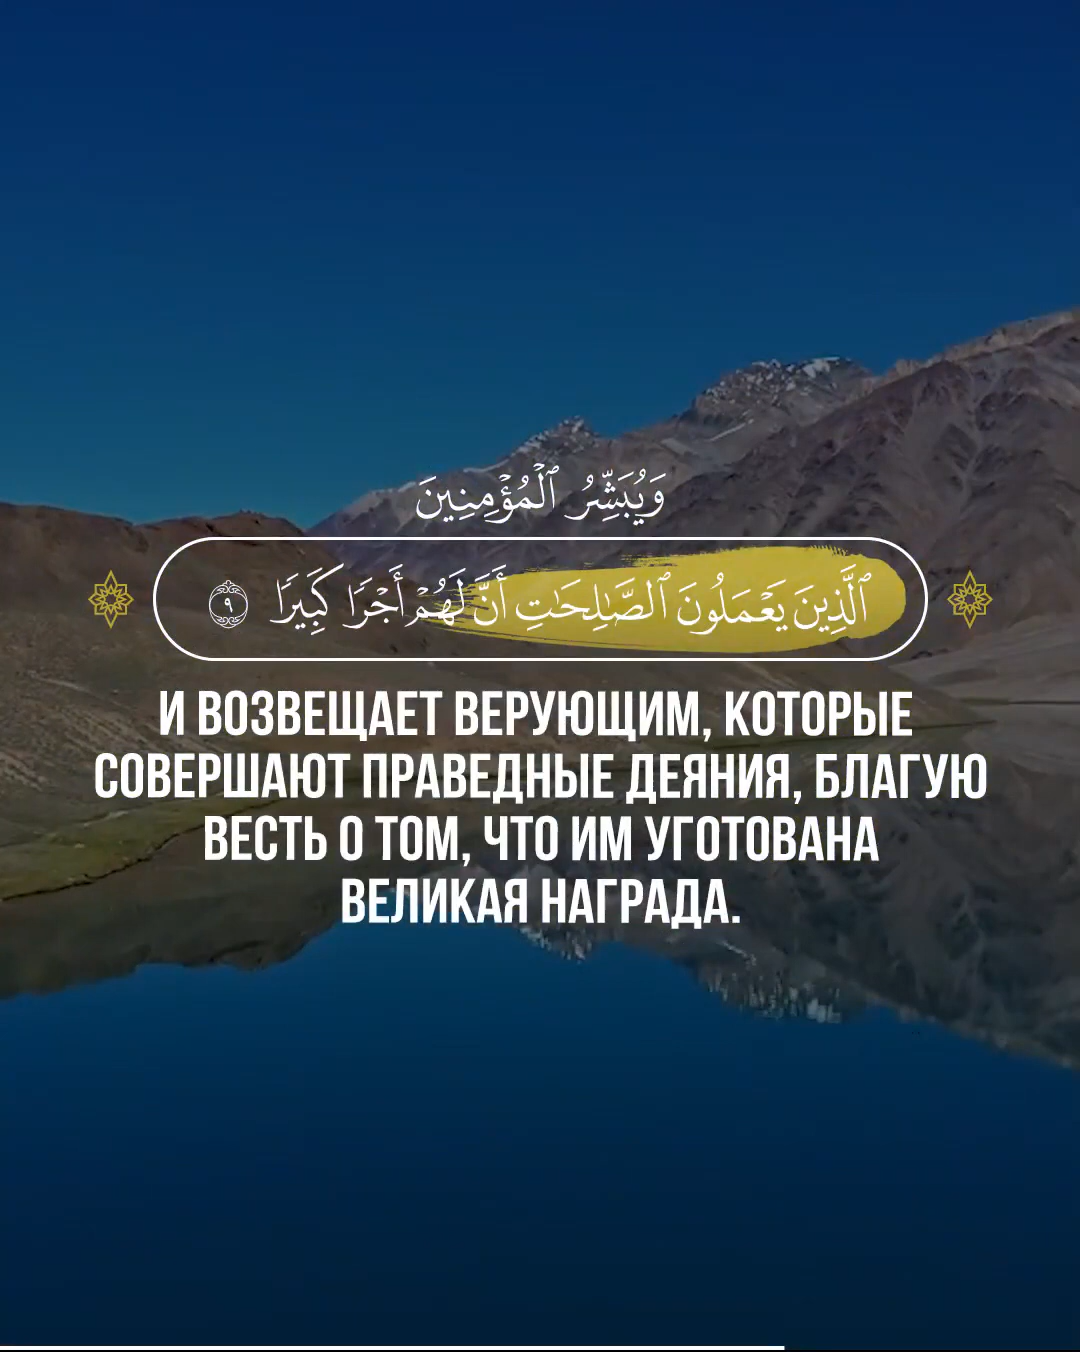 وَيُبَشِّرُ ٱلْمُؤْمِنِينَ
ٱلَّذِينَ يَعْمَلُونَ ٱلصَّـٰلِحَـٰتِ أَنَّ لَهُمْ أَجْرًا كَبِيرًا ٩
И ВОЗВЕЩАЕТ ВЕРУЮЩИМ, КОТОРЫЕ
СОВЕРШАЮТ ПРАВЕДНЫЕ ДЕЯНИЯ, БЛАГУЮ
ВЕСТЬ О ТОМ, ЧТО ИМ УГОТОВАНА
ВЕЛИКАЯ НАГРАДА.